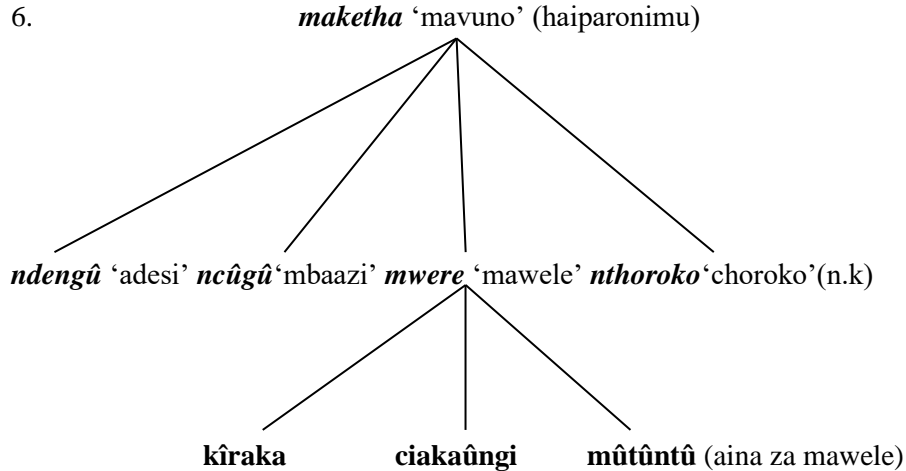 6. maketha ‘mavuno’ (haiparonimu)
ndengû ‘adesi’ ncûgû‘mbaazi’ mwere ‘mawele’ nthoroko‘choroko’(n.k)
kîraka ciakaûngi mûtûntû (aina za mawele)